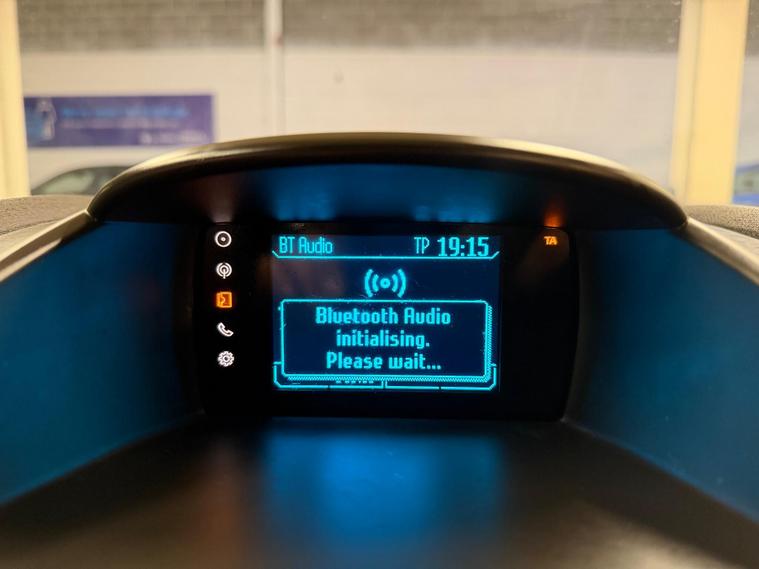 BT Audio TP 19:15
TA
Bluetooth Audio
initialising.
Please wait...